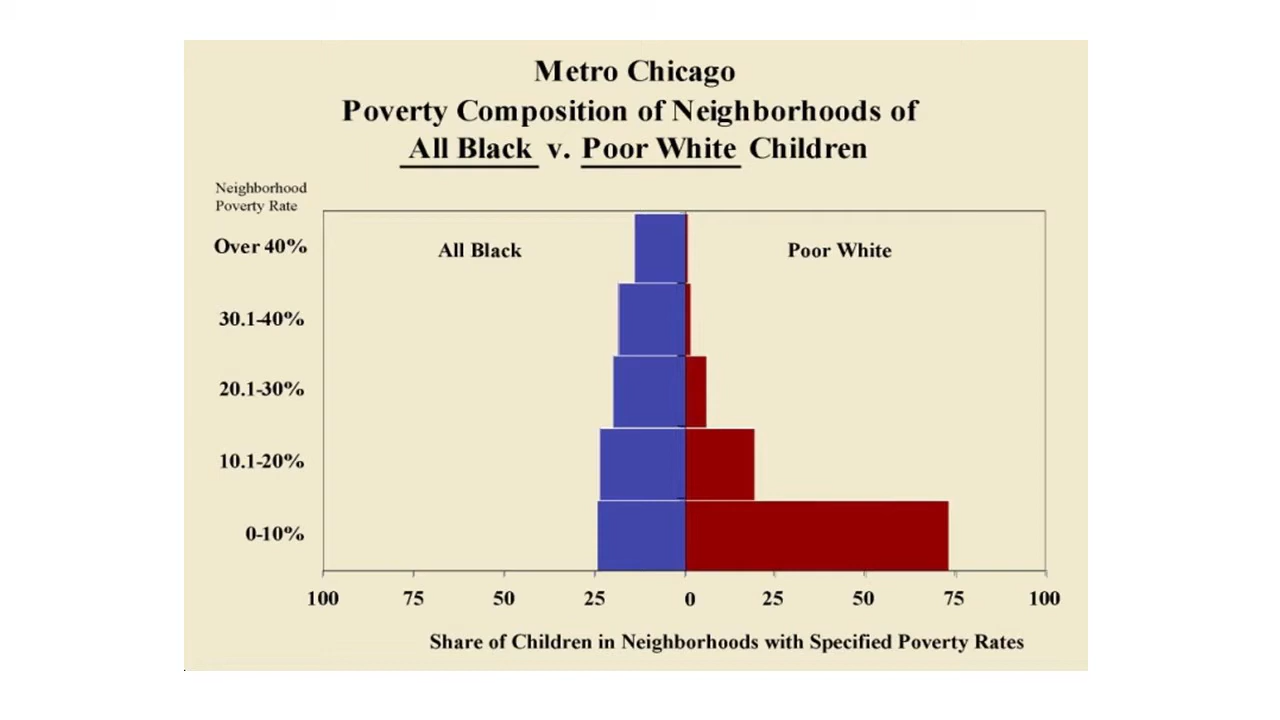 Metro Chicago
Poverty Composition of Neighborhoods of
All Black v. Poor White Children
Neighborhood
Poverty Rate
Over 40%
All Black
Poor White
30.1-40%
20.1-30%
10.1-20%
0-10%
100 75 50 25 0 25 50 75 100
Share of Children in Neighborhoods with Specified Poverty Rates